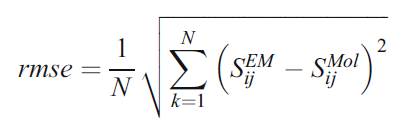 rmse = \frac{1}{N} \sqrt{\sum_{k=1}^{N} \left( S_{ij}^{EM} - S_{ij}^{Mol} \right)^2}